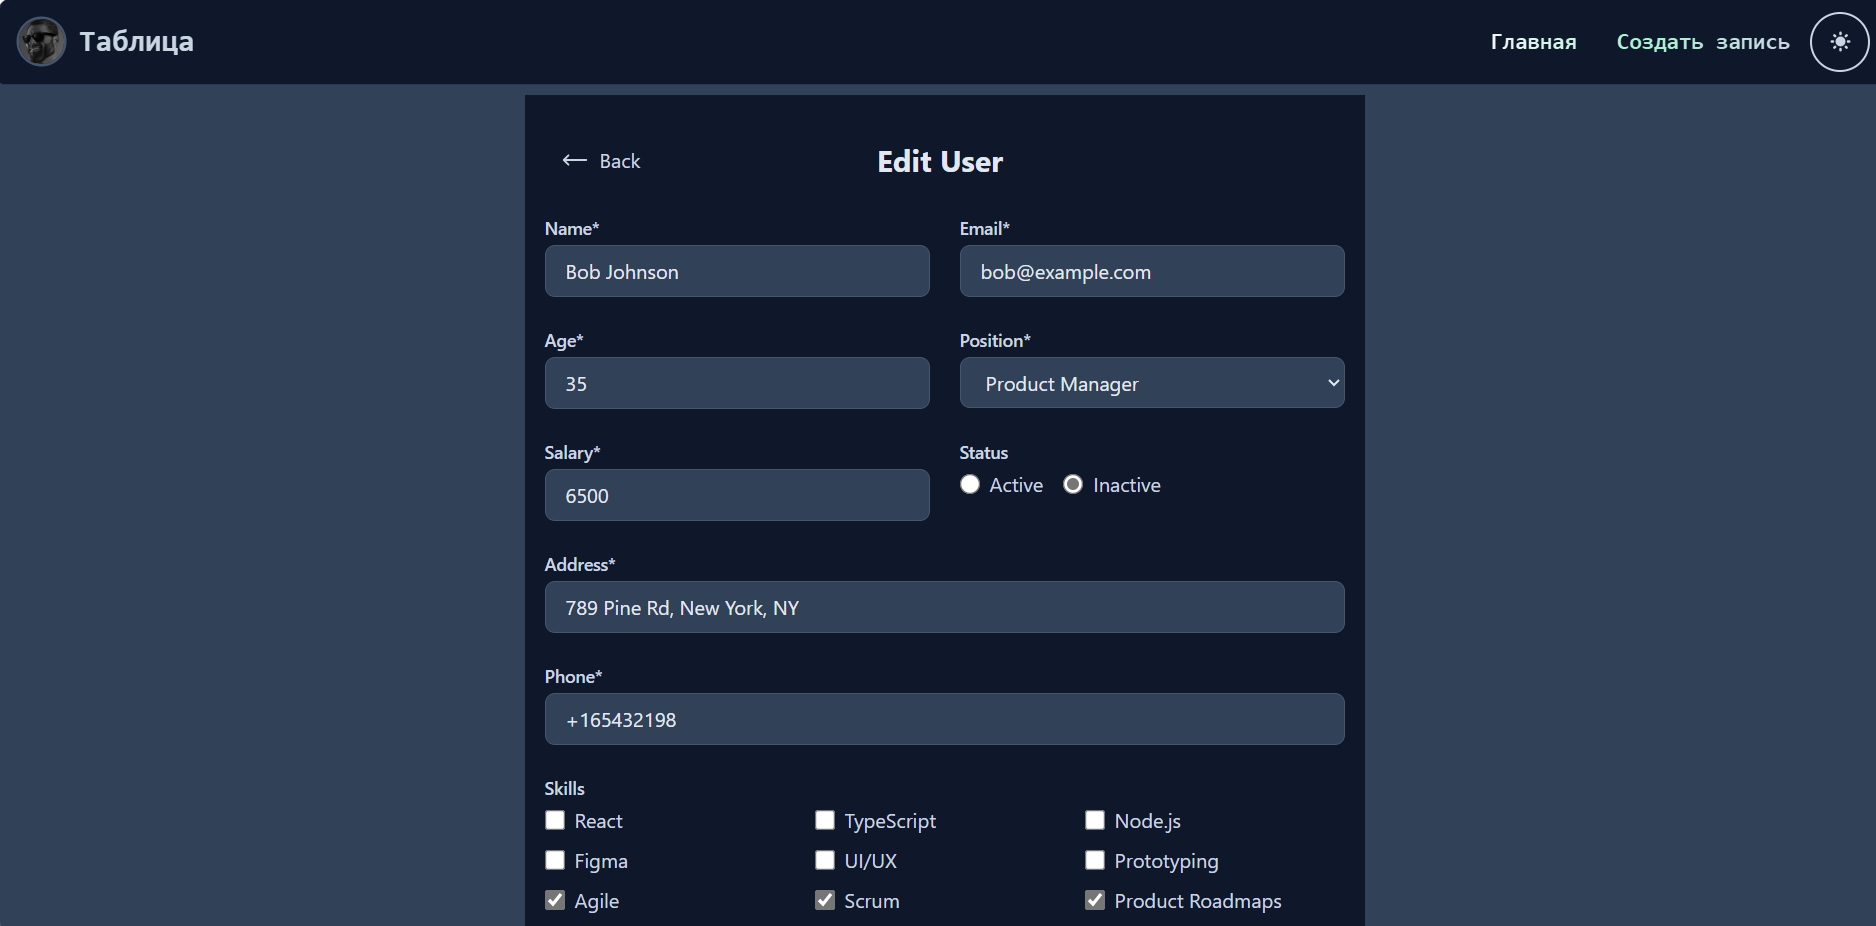 Таблица
Главная Создать запись
Back
Edit User
Name* Email*
Bob Johnson bob@example.com
Age* Position*
35 Product Manager
Salary* Status
6500 Active Inactive
Address*
789 Pine Rd, New York, NY
Phone*
+165432198
Skills
React TypeScript Node.js
Figma UI/UX Prototyping
Agile Scrum Product Roadmaps